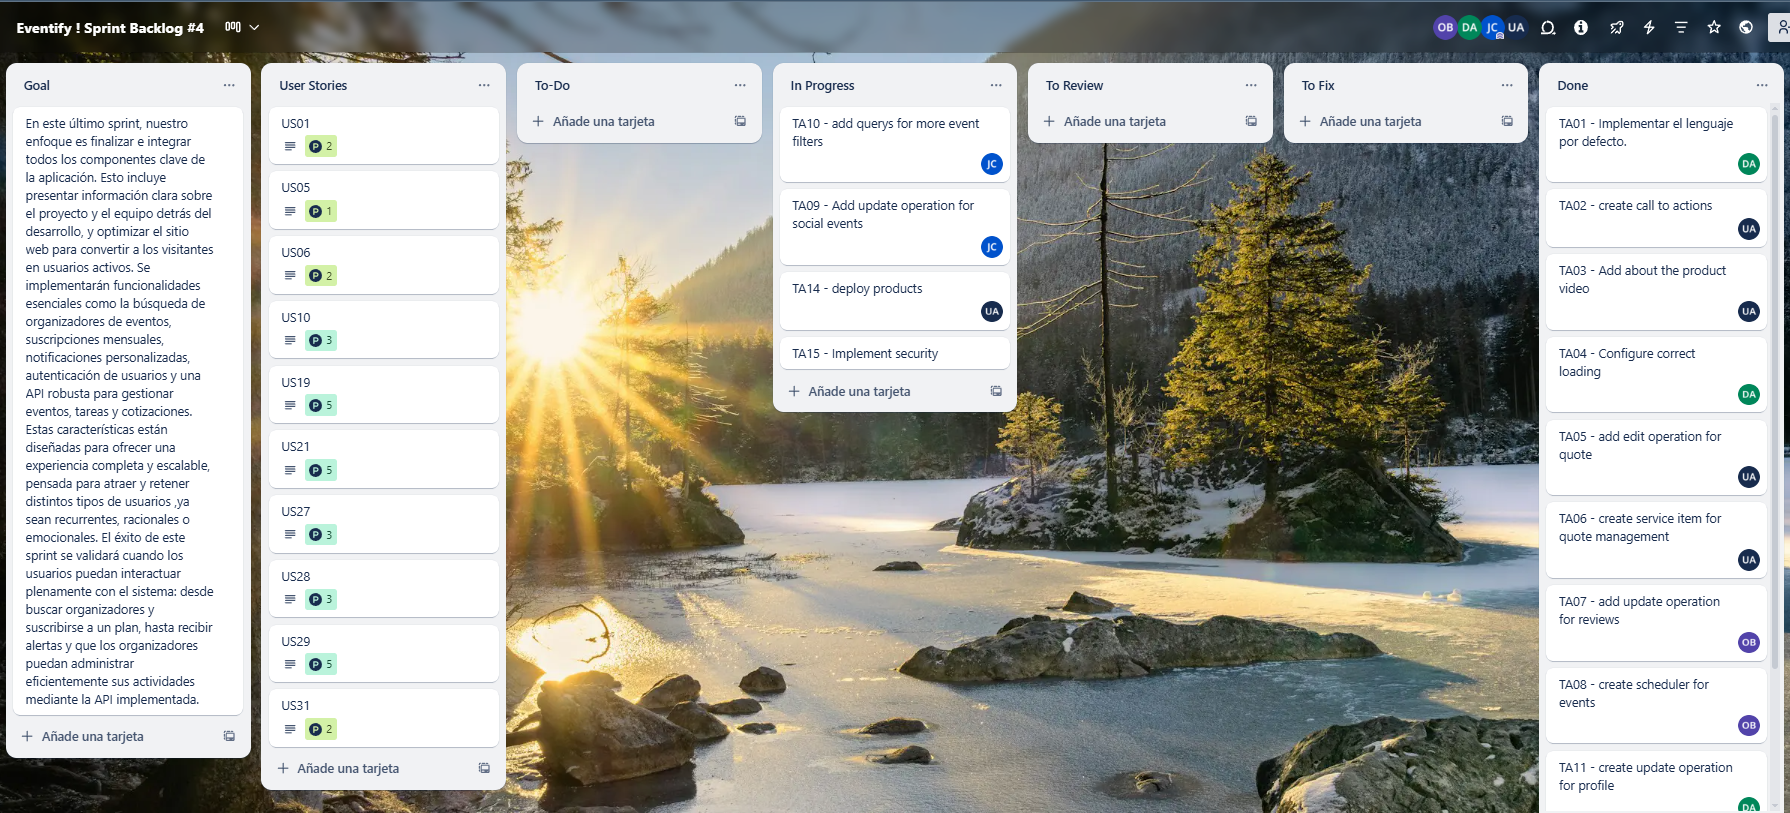 Eventify ! Sprint Backlog #4
OB DA JC UA
Goal
En este último sprint, nuestro
enfoque es finalizar e integrar
todos los componentes clave de
la aplicación. Esto incluye
presentar información clara sobre
el proyecto y el equipo detrás del
desarrollo, y optimizar el sitio
web para convertir a los visitantes
en usuarios activos. Se
implementarán funcionalidades
esenciales como la búsqueda de
organizadores de eventos,
suscripciones mensuales,
notificaciones personalizadas,
autenticación de usuarios y una
API robusta para gestionar
eventos, tareas y cotizaciones.
Estas características están
diseñadas para ofrecer una
experiencia completa y escalable,
pensada para atraer y retener
distintos tipos de usuarios ,ya
sean recurrentes, racionales o
emocionales. El éxito de este
sprint se validará cuando los
usuarios puedan interactuar
plenamente con el sistema: desde
buscar organizadores y
suscribirse a un plan, hasta recibir
alertas y que los organizadores
puedan administrar
eficientemente sus actividades
mediante la API implementada.
Añade una tarjeta
User Stories
US01
P 2
US05
P 1
US06
P 2
US10
P 3
US19
P 5
US21
P 5
US27
P 3
US28
P 3
US29
P 5
US31
P 2
Añade una tarjeta
To-Do
Añade una tarjeta
In Progress
TA10 - add querys for more event
filters
JC
TA09 - Add update operation for
social events
JC
TA14 - deploy products
UA
TA15 - Implement security
Añade una tarjeta
To Review
Añade una tarjeta
To Fix
Añade una tarjeta
Done
TA01 - Implementar el lenguaje
por defecto.
DA
TA02 - create call to actions
UA
TA03 - Add about the product
video
UA
TA04 - Configure correct
loading
DA
TA05 - add edit operation for
quote
UA
TA06 - create service item for
quote management
UA
TA07 - add update operation
for reviews
OB
TA08 - create scheduler for
events
OB
TA11 - create update operation
for profile
DA